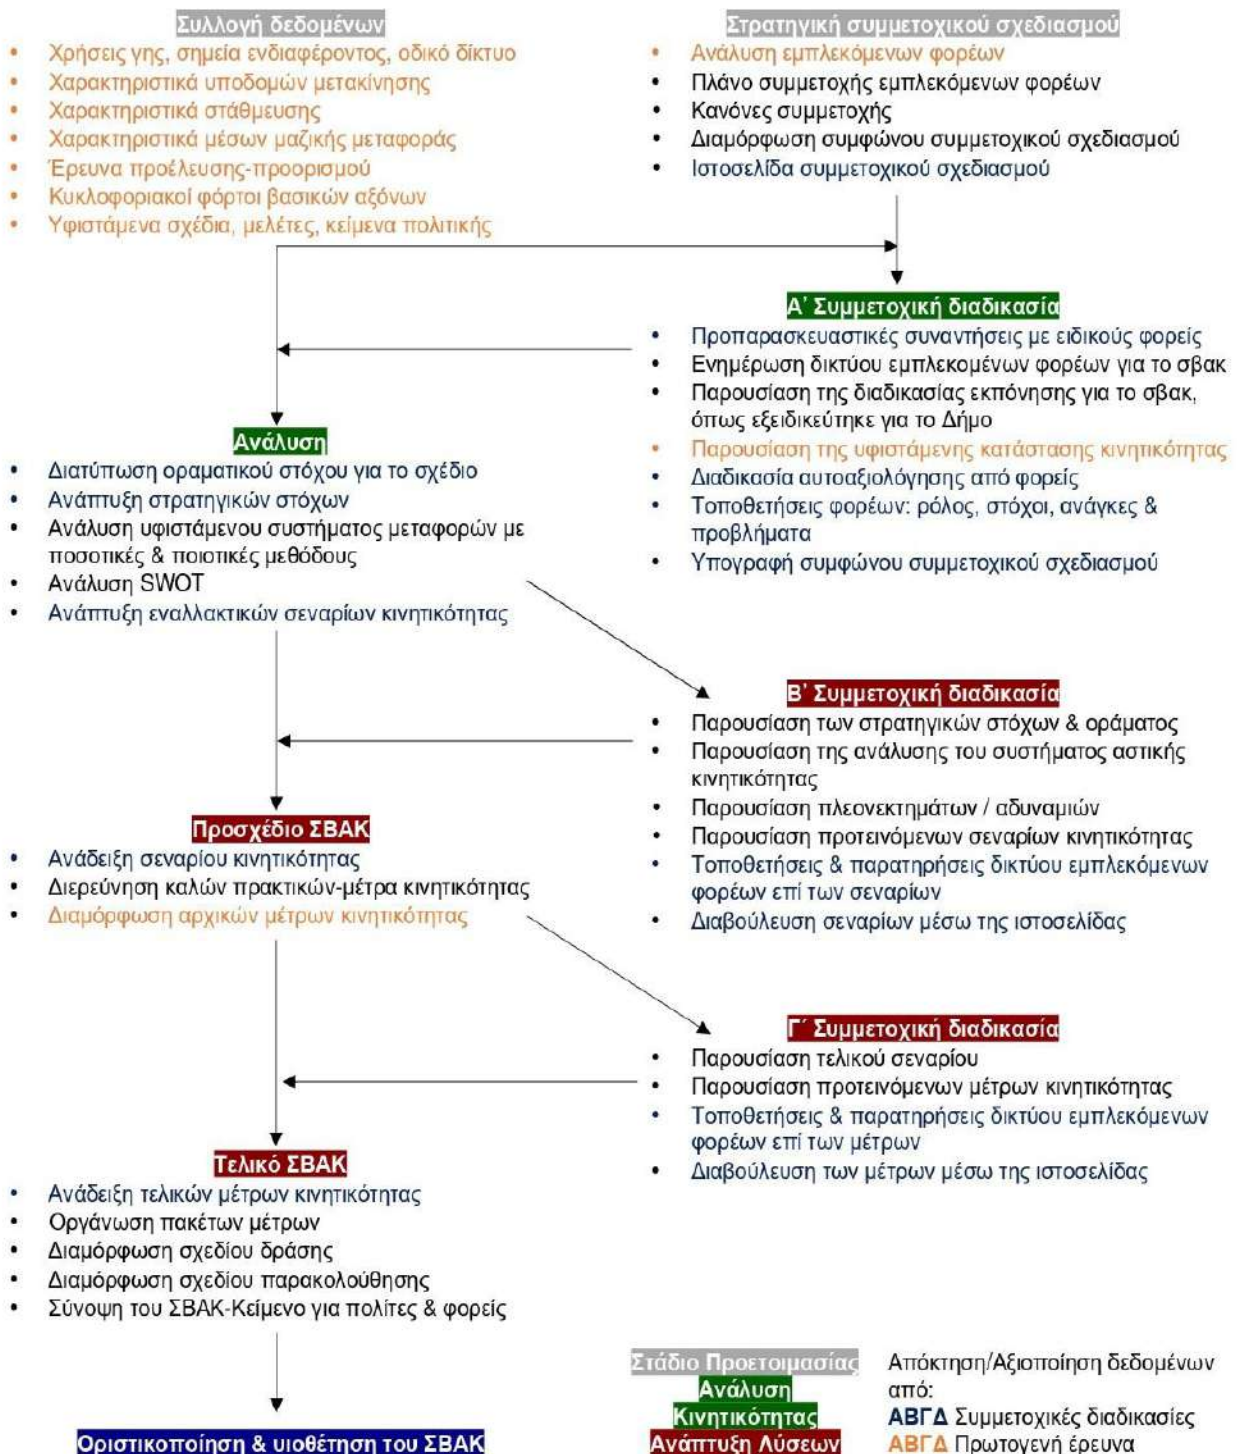 Συλλογή δεδομένων
• Χρήσεις γης, σημεία ενδιαφέροντος, οδικό δίκτυο
• Χαρακτηριστικά υποδομών μετακίνησης
• Χαρακτηριστικά στάθμευσης
• Χαρακτηριστικά μέσων μαζικής μεταφοράς
• Έρευνα προέλευσης-προορισμού
• Κυκλοφοριακοί φόρτοι βασικών αξόνων
• Υφιστάμενα σχέδια, μελέτες, κείμενα πολιτικής
Στρατηγική συμμετοχικού σχεδιασμού
• Ανάλυση εμπλεκόμενων φορέων
• Πλάνο συμμετοχής εμπλεκόμενων φορέων
• Κανόνες συμμετοχής
• Διαμόρφωση συμφώνου συμμετοχικού σχεδιασμού
• Ιστοσελίδα συμμετοχικού σχεδιασμού
Α' Συμμετοχική διαδικασία
• Προπαρασκευαστικές συναντήσεις με ειδικούς φορείς
• Ενημέρωση δικτύου εμπλεκομένων φορέων για το σβακ
• Παρουσίαση της διαδικασίας εκπόνησης για το σβακ,
όπως εξειδικεύτηκε για το Δήμο
• Παρουσίαση της υφιστάμενης κατάστασης κινητικότητας
• Διαδικασία αυτοαξιολόγησης από φορείς
• Τοποθετήσεις φορέων: ρόλος, στόχοι, ανάγκες &
προβλήματα
• Υπογραφή συμφώνου συμμετοχικού σχεδιασμού
Ανάλυση
• Διατύπωση οραματικού στόχου για το σχέδιο
• Ανάπτυξη στρατηγικών στόχων
• Ανάλυση υφιστάμενου συστήματος μεταφορών με
ποσοτικές & ποιοτικές μεθόδους
• Ανάλυση SWOT
• Ανάπτυξη εναλλακτικών σεναρίων κινητικότητας
Β' Συμμετοχική διαδικασία
• Παρουσίαση των στρατηγικών στόχων & οράματος
• Παρουσίαση της ανάλυσης του συστήματος αστικής
κινητικότητας
• Παρουσίαση πλεονεκτημάτων / αδυναμιών
• Παρουσίαση προτεινόμενων σεναρίων κινητικότητας
• Τοποθετήσεις & παρατηρήσεις δικτύου εμπλεκόμενων
φορέων επί των σεναρίων
• Διαβούλευση σεναρίων μέσω της ιστοσελίδας
Προσχέδιο ΣΒΑΚ
• Ανάδειξη σεναρίου κινητικότητας
• Διερεύνηση καλών πρακτικών-μέτρα κινητικότητας
• Διαμόρφωση αρχικών μέτρων κινητικότητας
Γ΄ Συμμετοχική διαδικασία
• Παρουσίαση τελικού σεναρίου
• Παρουσίαση προτεινόμενων μέτρων κινητικότητας
• Τοποθετήσεις & παρατηρήσεις δικτύου εμπλεκόμενων
φορέων επί των μέτρων
• Διαβούλευση των μέτρων μέσω της ιστοσελίδας
Τελικό ΣΒΑΚ
• Ανάδειξη τελικών μέτρων κινητικότητας
• Οργάνωση πακέτων μέτρων
• Διαμόρφωση σχεδίου δράσης
• Διαμόρφωση σχεδίου παρακολούθησης
• Σύνοψη του ΣΒΑΚ-Κείμενο για πολίτες & φορείς
Οριστικοποίηση & υιοθέτηση του ΣΒΑΚ
Στάδιο Προετοιμασίας
Ανάλυση
Κινητικότητας
Ανάπτυξη Λύσεων
Απόκτηση/Αξιοποίηση δεδομένων
από:
ΑΒΓΔ Συμμετοχικές διαδικασίες
ΑΒΓΔ Πρωτογενή έρευνα